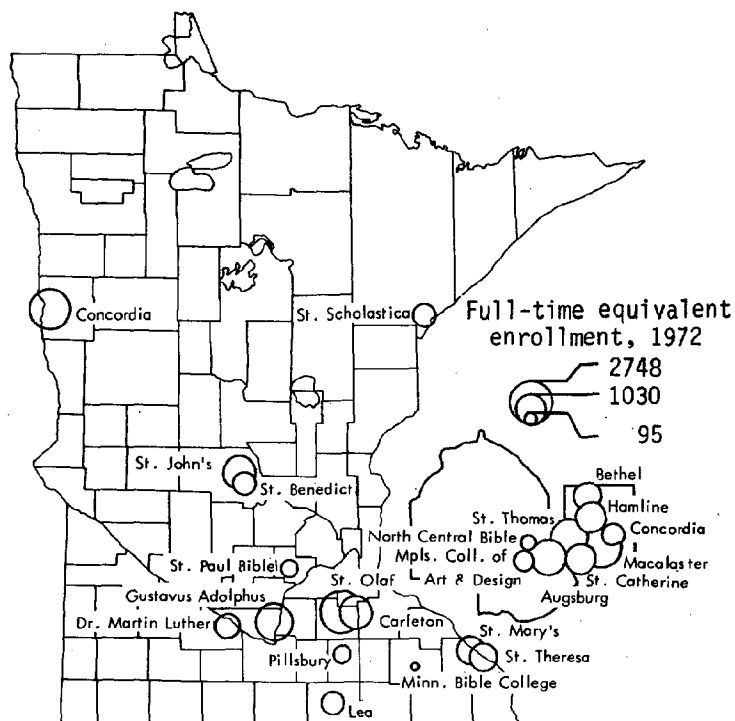 Concordia
St. Scholastica
Full-time equivalent
enrollment, 1972
2748
1030
95
St. John's
St. Benedict
Bethel
Hamline
St. Thomas
Concordia
North Central Bible
Mpls. Coll. of
Art & Design
Macalaster
St. Catherine
Augsburg
St. Paul Bible
St. Olaf
Gustavus Adolphus
Carleton
Dr. Martin Luther
St. Mary's
St. Theresa
Pillsbury
Minn. Bible College
Lea